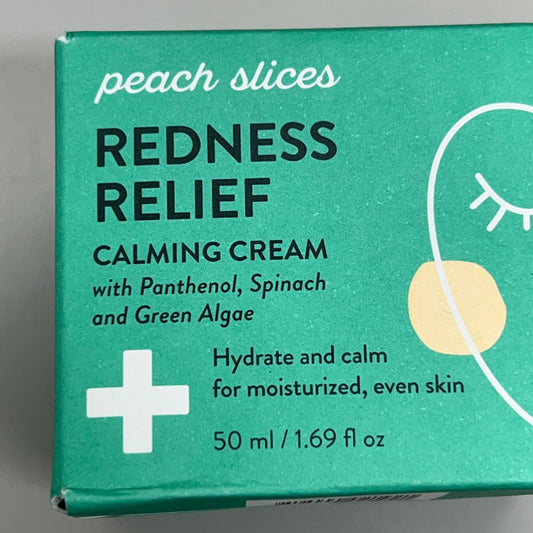 peach slices
REDNESS
RELIEF
CALMING CREAM
with Panthenol, Spinach
and Green Algae
Hydrate and calm
for moisturized, even skin
50 ml / 1.69 fl oz